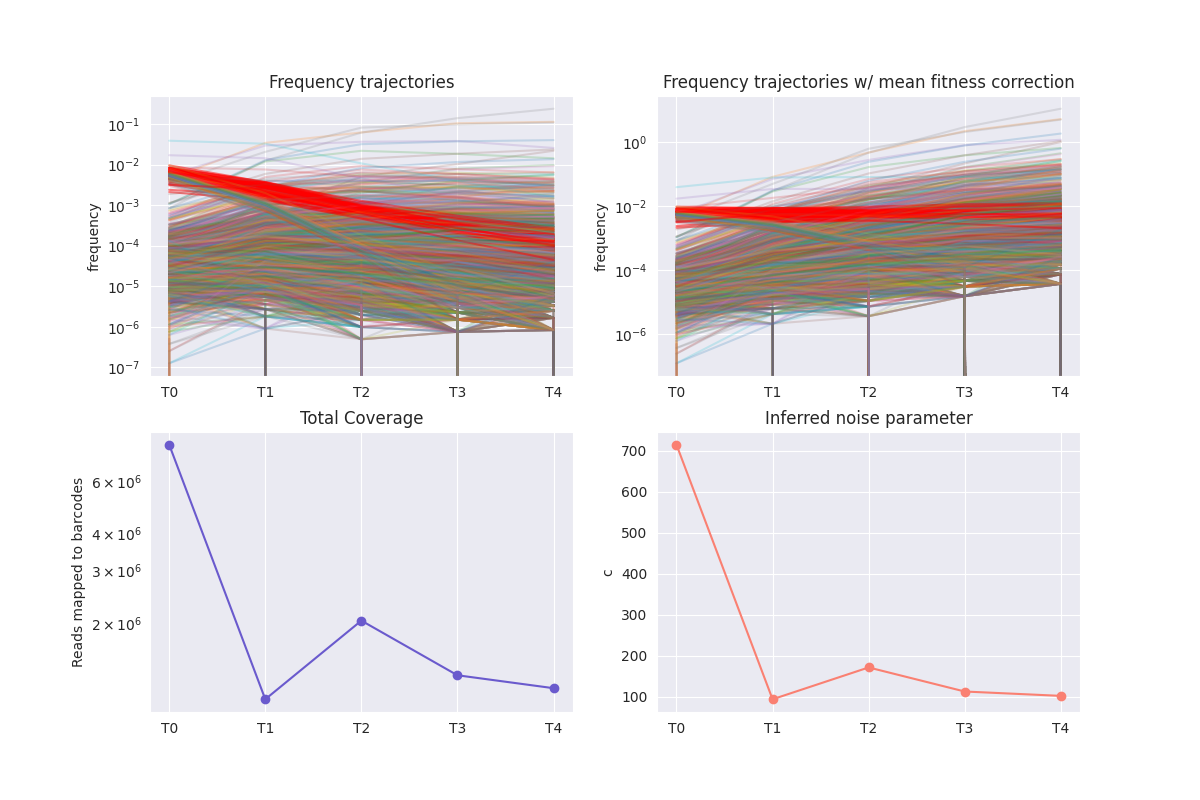 Frequency trajectories
frequency
10⁻¹
10⁻²
10⁻³
10⁻⁴
10⁻⁵
10⁻⁶
10⁻⁷
T0 T1 T2 T3 T4
Frequency trajectories w/ mean fitness correction
frequency
10⁰
10⁻²
10⁻⁴
10⁻⁶
T0 T1 T2 T3 T4
Total Coverage
Reads mapped to barcodes
6 × 10⁶
4 × 10⁶
3 × 10⁶
2 × 10⁶
T0 T1 T2 T3 T4
Inferred noise parameter
c
700
600
500
400
300
200
100
T0 T1 T2 T3 T4